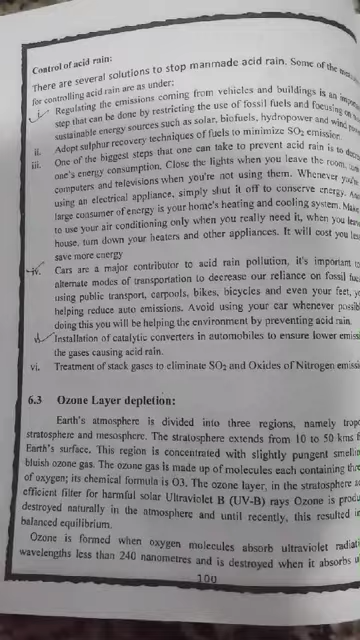 Control of acid rain:
There are several solutions to stop manmade acid rain. Some of the
for controlling acid rain are as under:
i. Regulating the emissions coming from vehicles and buildings is an
step that can be done by restricting the use of fossil fuels and focusing on
sustainable energy sources such as solar, biofuels, hydropower and wind
ii. Adopt sulphur recovery techniques of fuels to minimize SO2 emission.
iii. One of the biggest steps that one can take to prevent acid rain is to
one's energy consumption. Close the lights when you leave the room,
computers and televisions when you're not using them. Whenever you're
using an electrical appliance, simply shut it off to conserve energy.
large consumer of energy is your home's heating and cooling system. Make
to use your air conditioning only when you really need it, when you
house, turn down your heaters and other appliances. It will cost you
save more energy
iv. Cars are a major contributor to acid rain pollution, it's important to
alternate modes of transportation to decrease our reliance on fossil
using public transport, carpools, bikes, bicycles and even your feet,
helping reduce auto emissions. Avoid using your car whenever
doing this you will be helping the environment by preventing acid rain.
Installation of catalytic converters in automobiles to ensure lower
the gases causing acid rain.
vi. Treatment of stack gases to eliminate SO2 and Oxides of Nitrogen
6.3 Ozone Layer depletion:
Earth's atmosphere is divided into three regions, namely
stratosphere and mesosphere. The stratosphere extends from 10 to 50 kms
Earth's surface. This region is concentrated with slightly pungent
bluish ozone gas. The ozone gas is made up of molecules each containing
of oxygen; its chemical formula is O3. The ozone layer, in the stratosphere
efficient filter for harmful solar Ultraviolet B (UV-B) rays Ozone is
destroyed naturally in the atmosphere and until recently, this resulted
balanced equilibrium.
Ozone is formed when oxygen molecules absorb ultraviolet
wavelengths less than 240 nanometres and is destroyed when it absorbs
100